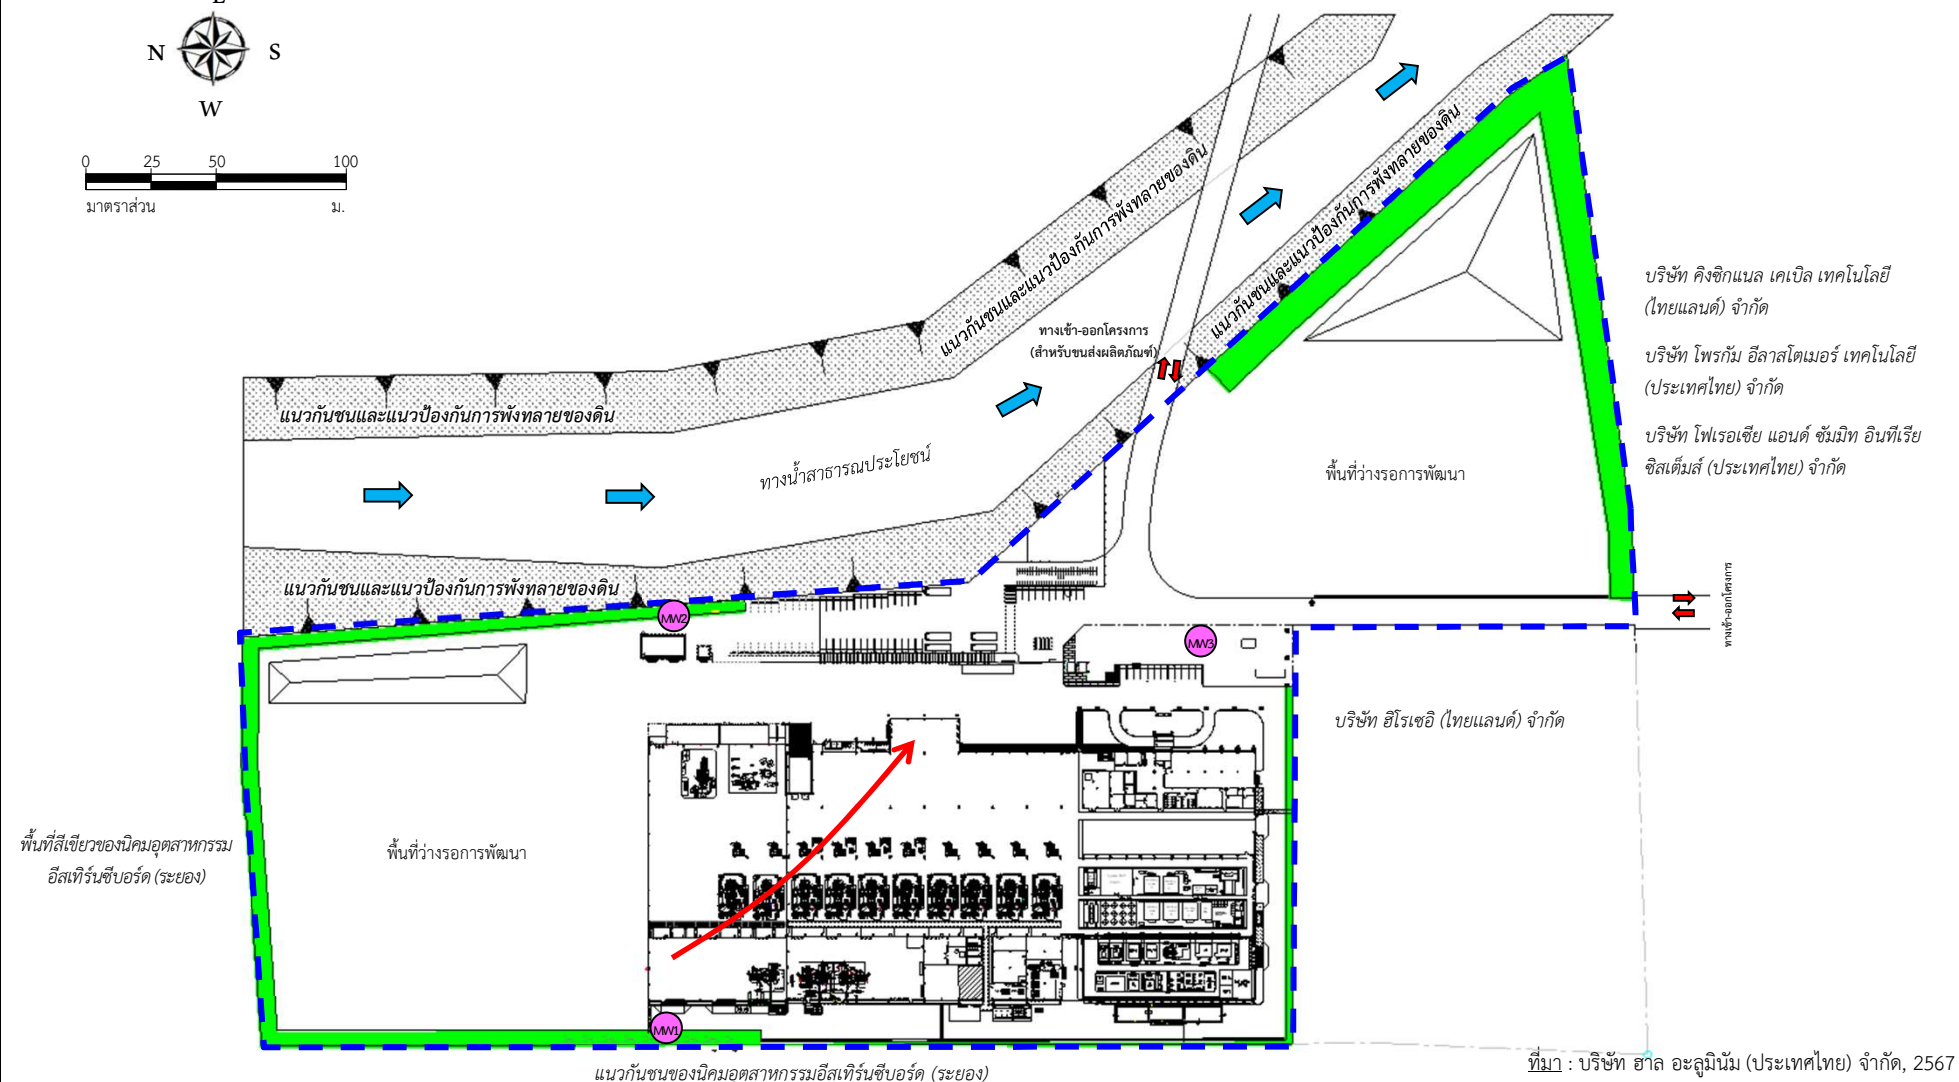 E
N
S
W
0 25 50 100
มาตราส่วน ม.
แนวกันชนและแนวป้องกันการพังทลายของดิน
แนวกันชนและแนวป้องกันการพังทลายของดิน
แนวกันชนและแนวป้องกันการพังทลายของดิน
ทางเข้า-ออกโครงการ
(สำหรับขนส่งผลิตภัณฑ์)
ทางน้ำสาธารณประโยชน์
แนวกันชนและแนวป้องกันการพังทลายของดิน
บริษัท คิงซิกแนล เคเบิล เทคโนโลยี
(ไทยแลนด์) จำกัด
บริษัท โพรกัม อีลาสโตเมอร์ เทคโนโลยี
(ประเทศไทย) จำกัด
บริษัท โฟเรอเซีย แอนด์ ซัมมิท อินทีเรีย
ซิสเต็มส์ (ประเทศไทย) จำกัด
พื้นที่ว่างรอการพัฒนา
ทางเข้า-ออกโครงการ
MW2
MW3
บริษัท ฮิโรเซอิ (ไทยแลนด์) จำกัด
พื้นที่สีเขียวของนิคมอุตสาหกรรม
อีสเทิร์นซีบอร์ด (ระยอง)
พื้นที่ว่างรอการพัฒนา
MW1
แนวกันชนของนิคมอุตสาหกรรมอีสเทิร์นซีบอร์ด (ระยอง)
ที่มา : บริษัท ฮาล อะลูมินัม (ประเทศไทย) จำกัด, 2567